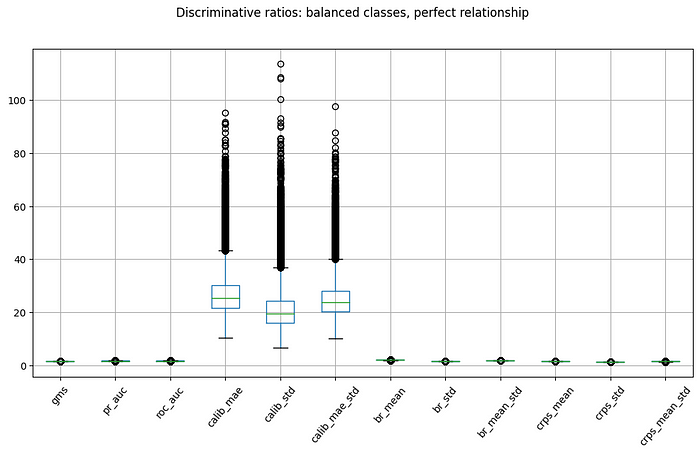 Discriminative ratios: balanced classes, perfect relationship
100
80
60
40
20
0
gms
pr_auc
roc_auc
calib_mae
calib_std
calib_mae_std
br_mean
br_std
br_mean_std
crps_mean
crps_std
crps_mean_std